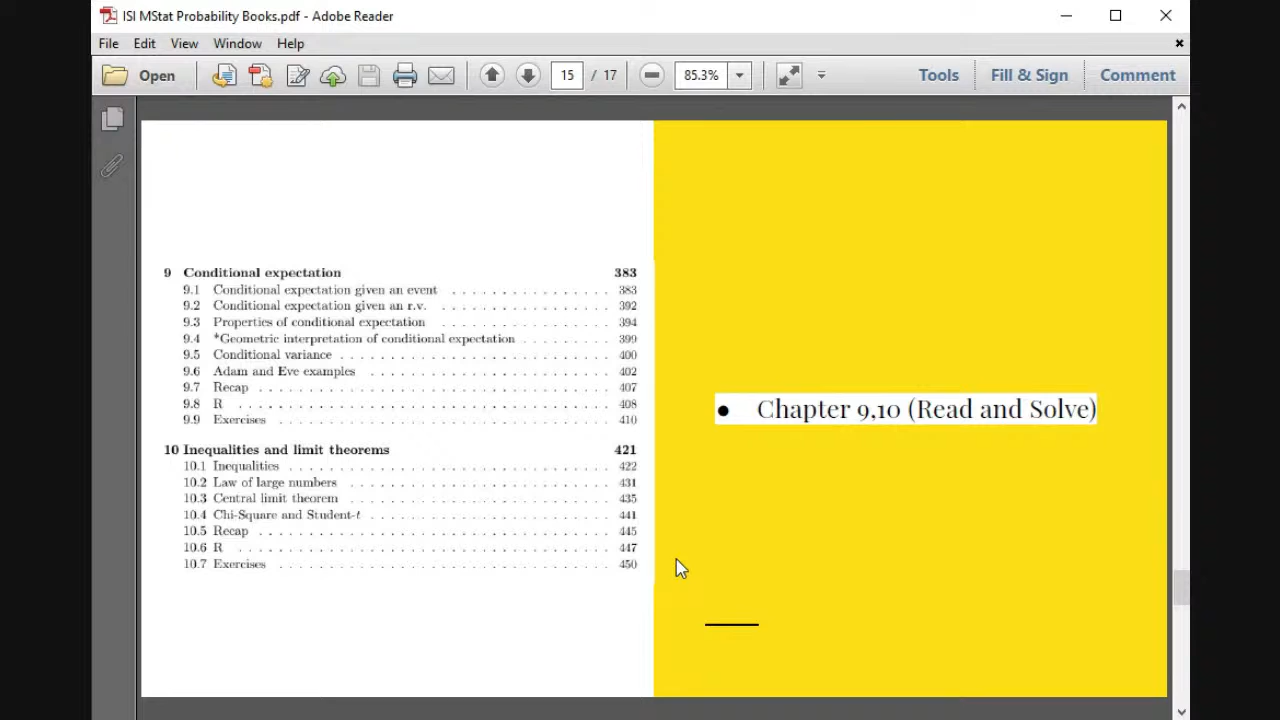 ISI MStat Probability Books.pdf - Adobe Reader
File Edit View Window Help
Open 15 / 17 85.3% Tools Fill & Sign Comment
9 Conditional expectation 383
9.1 Conditional expectation given an event . . . . . . . . . . . . . . . 383
9.2 Conditional expectation given an r.v. . . . . . . . . . . . . . . . 392
9.3 Properties of conditional expectation . . . . . . . . . . . . . . . 394
9.4 *Geometric interpretation of conditional expectation . . . . . . . . 399
9.5 Conditional variance . . . . . . . . . . . . . . . . . . . . . 400
9.6 Adam and Eve examples . . . . . . . . . . . . . . . . . . . 402
9.7 Recap . . . . . . . . . . . . . . . . . . . . . . . . . . . 407
9.8 R . . . . . . . . . . . . . . . . . . . . . . . . . . . . 408
9.9 Exercises . . . . . . . . . . . . . . . . . . . . . . . . . 410
10 Inequalities and limit theorems 421
10.1 Inequalities . . . . . . . . . . . . . . . . . . . . . . . . 422
10.2 Law of large numbers . . . . . . . . . . . . . . . . . . . . . 431
10.3 Central limit theorem . . . . . . . . . . . . . . . . . . . . . 435
10.4 Chi-Square and Student-t . . . . . . . . . . . . . . . . . . . . 441
10.5 Recap . . . . . . . . . . . . . . . . . . . . . . . . . . . 445
10.6 R . . . . . . . . . . . . . . . . . . . . . . . . . . . . 447
10.7 Exercises . . . . . . . . . . . . . . . . . . . . . . . . . 450
● Chapter 9,10 (Read and Solve)